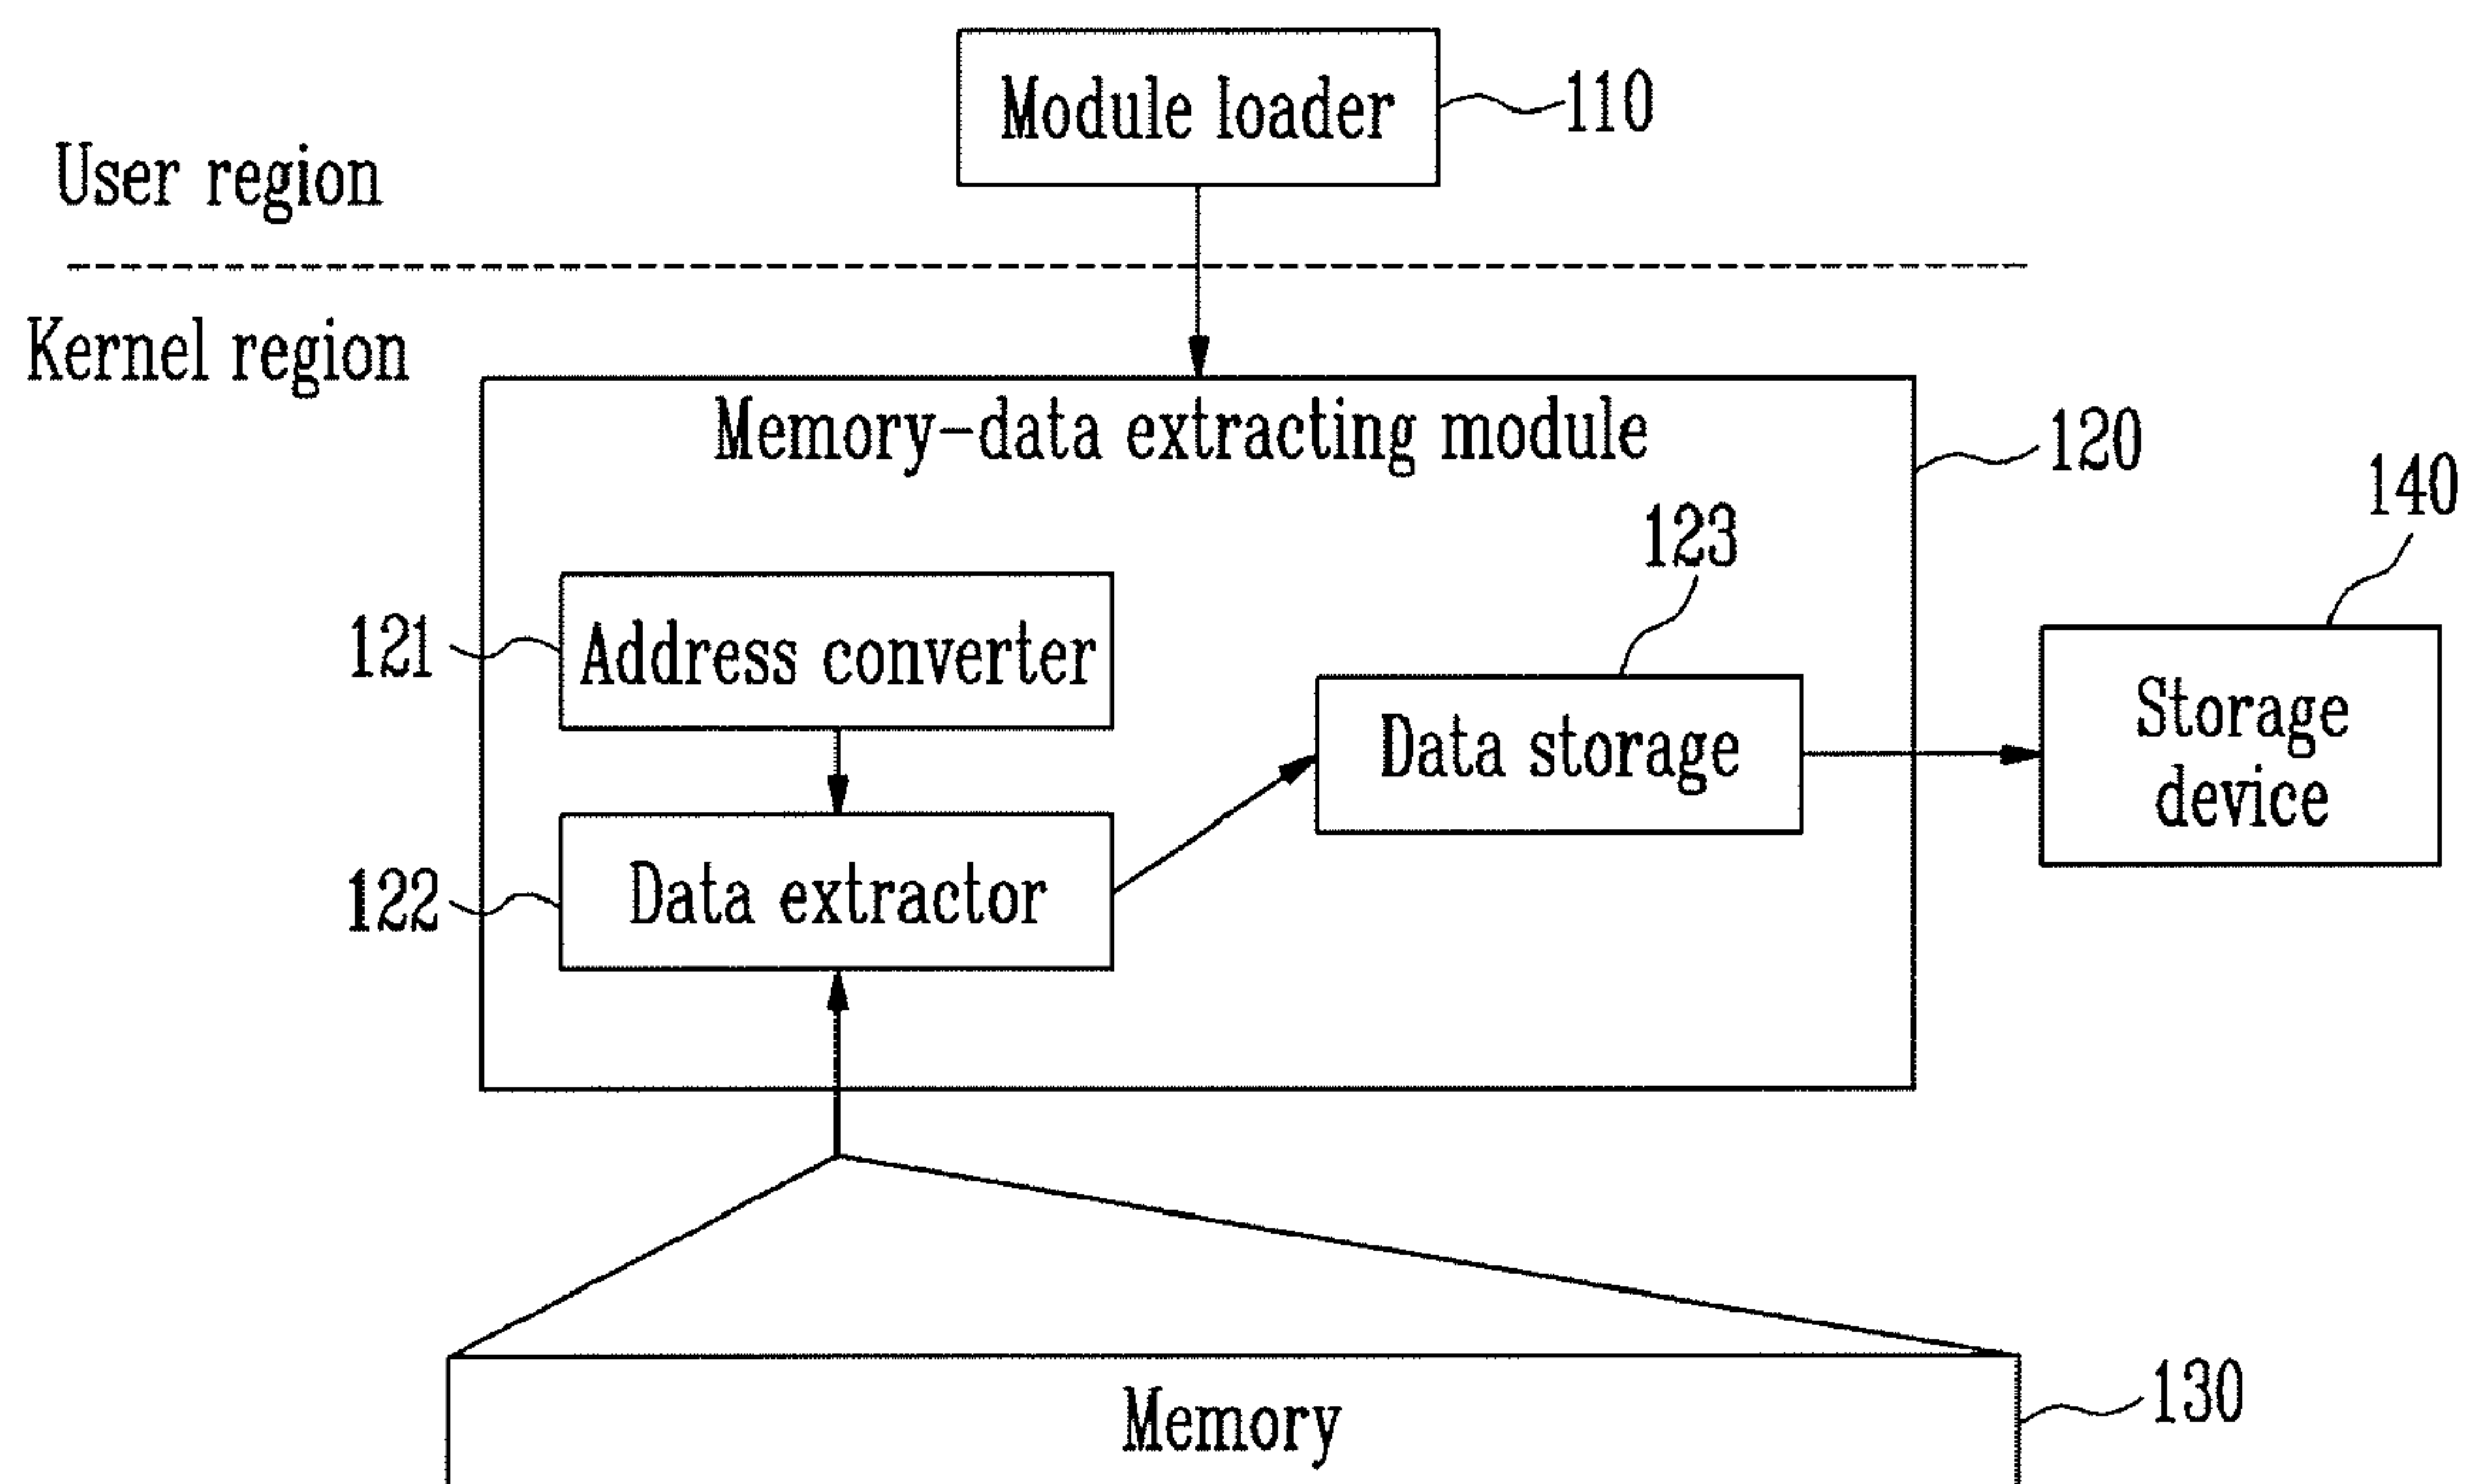 Module loader
110
User region
Kernel region
Memory-data extracting module
120
140
123
121
Address converter
Storage
device
Data storage
122
Data extractor
Memory
130